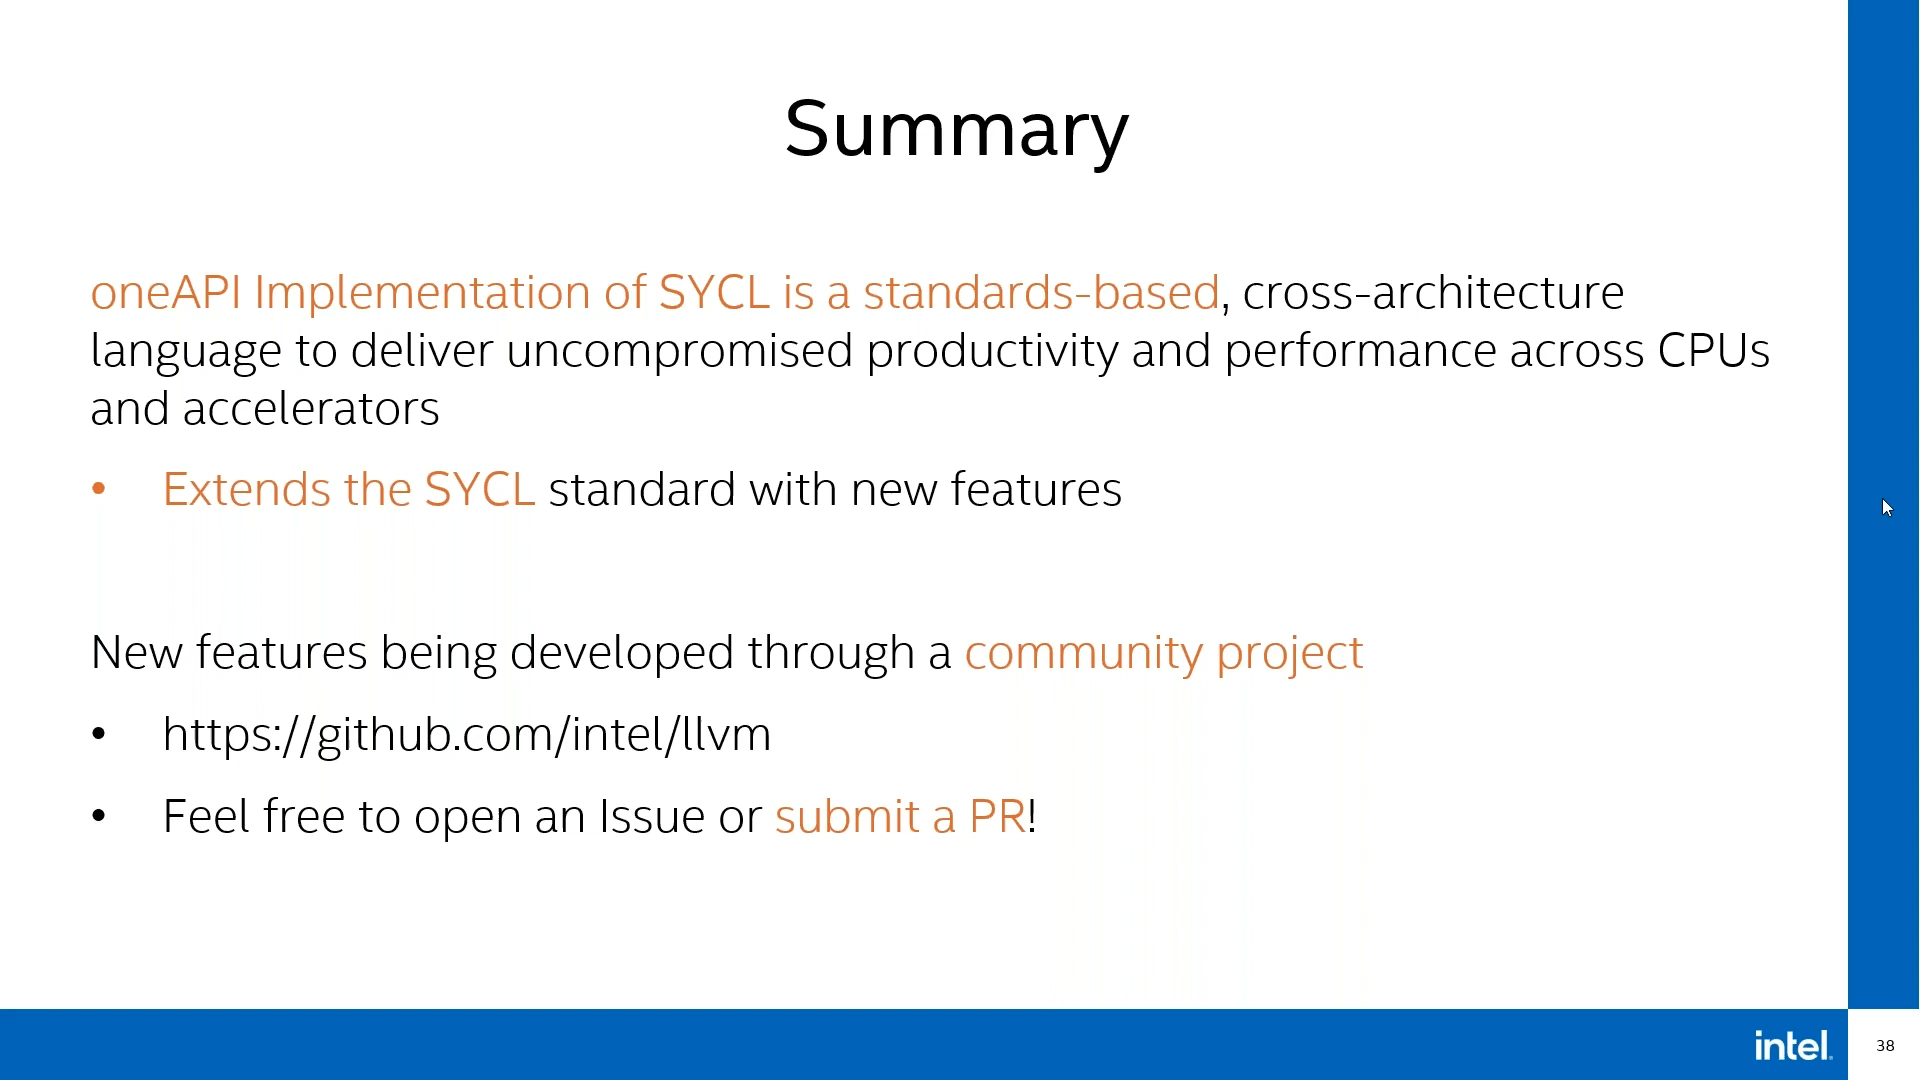 Summary
oneAPI Implementation of SYCL is a standards-based, cross-architecture
language to deliver uncompromised productivity and performance across CPUs
and accelerators
• Extends the SYCL standard with new features
New features being developed through a community project
• https://github.com/intel/llvm
• Feel free to open an Issue or submit a PR!
intel.
38